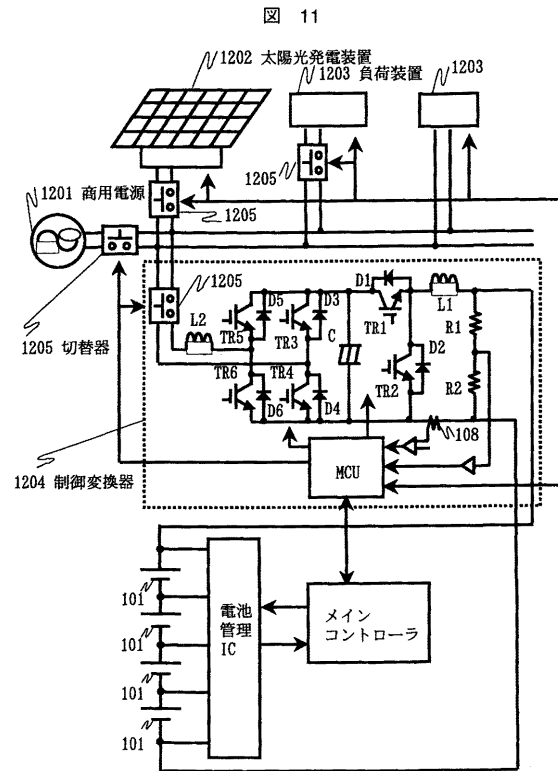 図 11
1202 太陽光発電装置
1203 負荷装置
1203
1205
1205
1201 商用電源
1205
1205 切替器
L2
D5
D3
TR5
TR3
C
D1
TR1
L1
R1
D2
TR6
TR4
TR2
R2
D6
D4
108
MCU
1204 制御変換器
101
101
101
101
電池
管理
IC
メイン
コントローラ